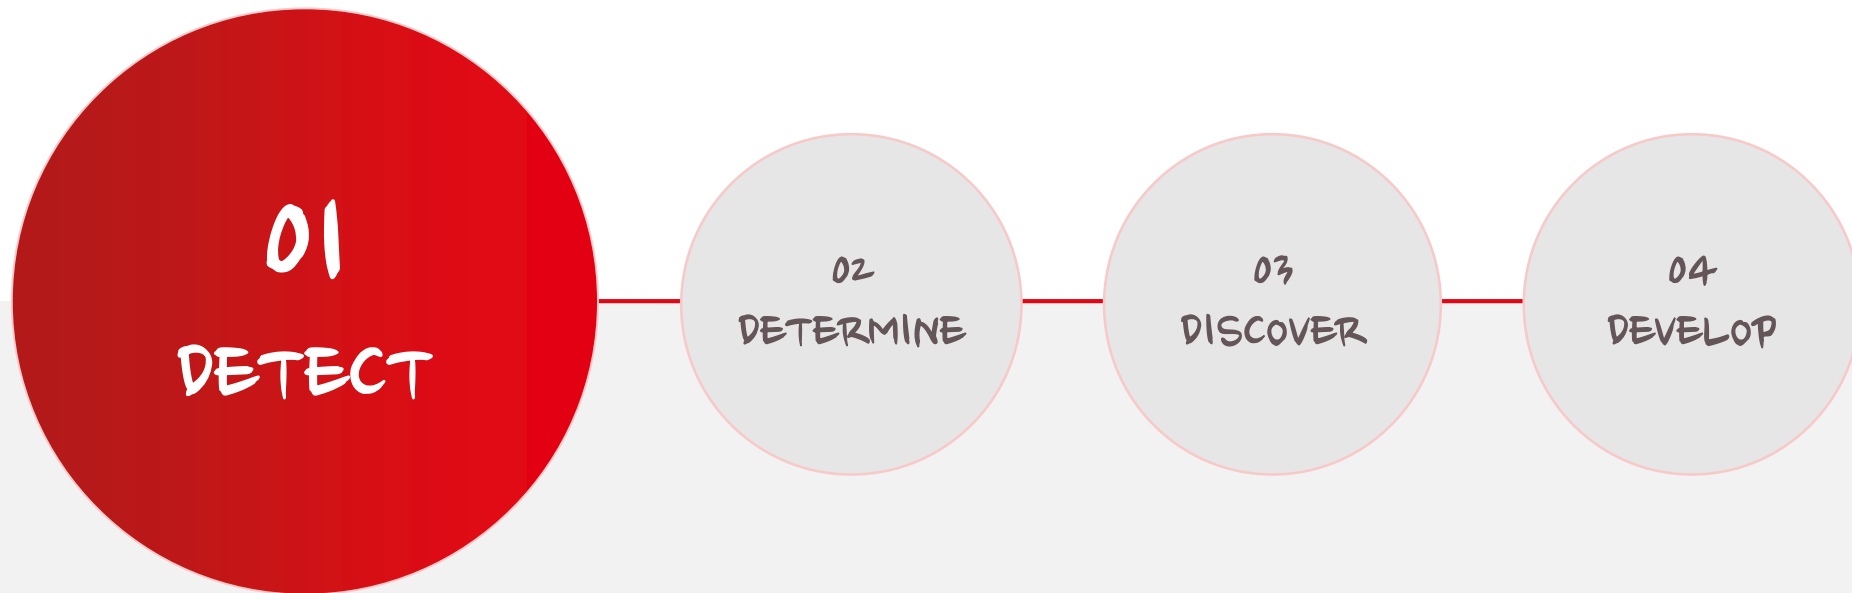 01
DETECT
02
DETERMINE
03
DISCOVER
04
DEVELOP